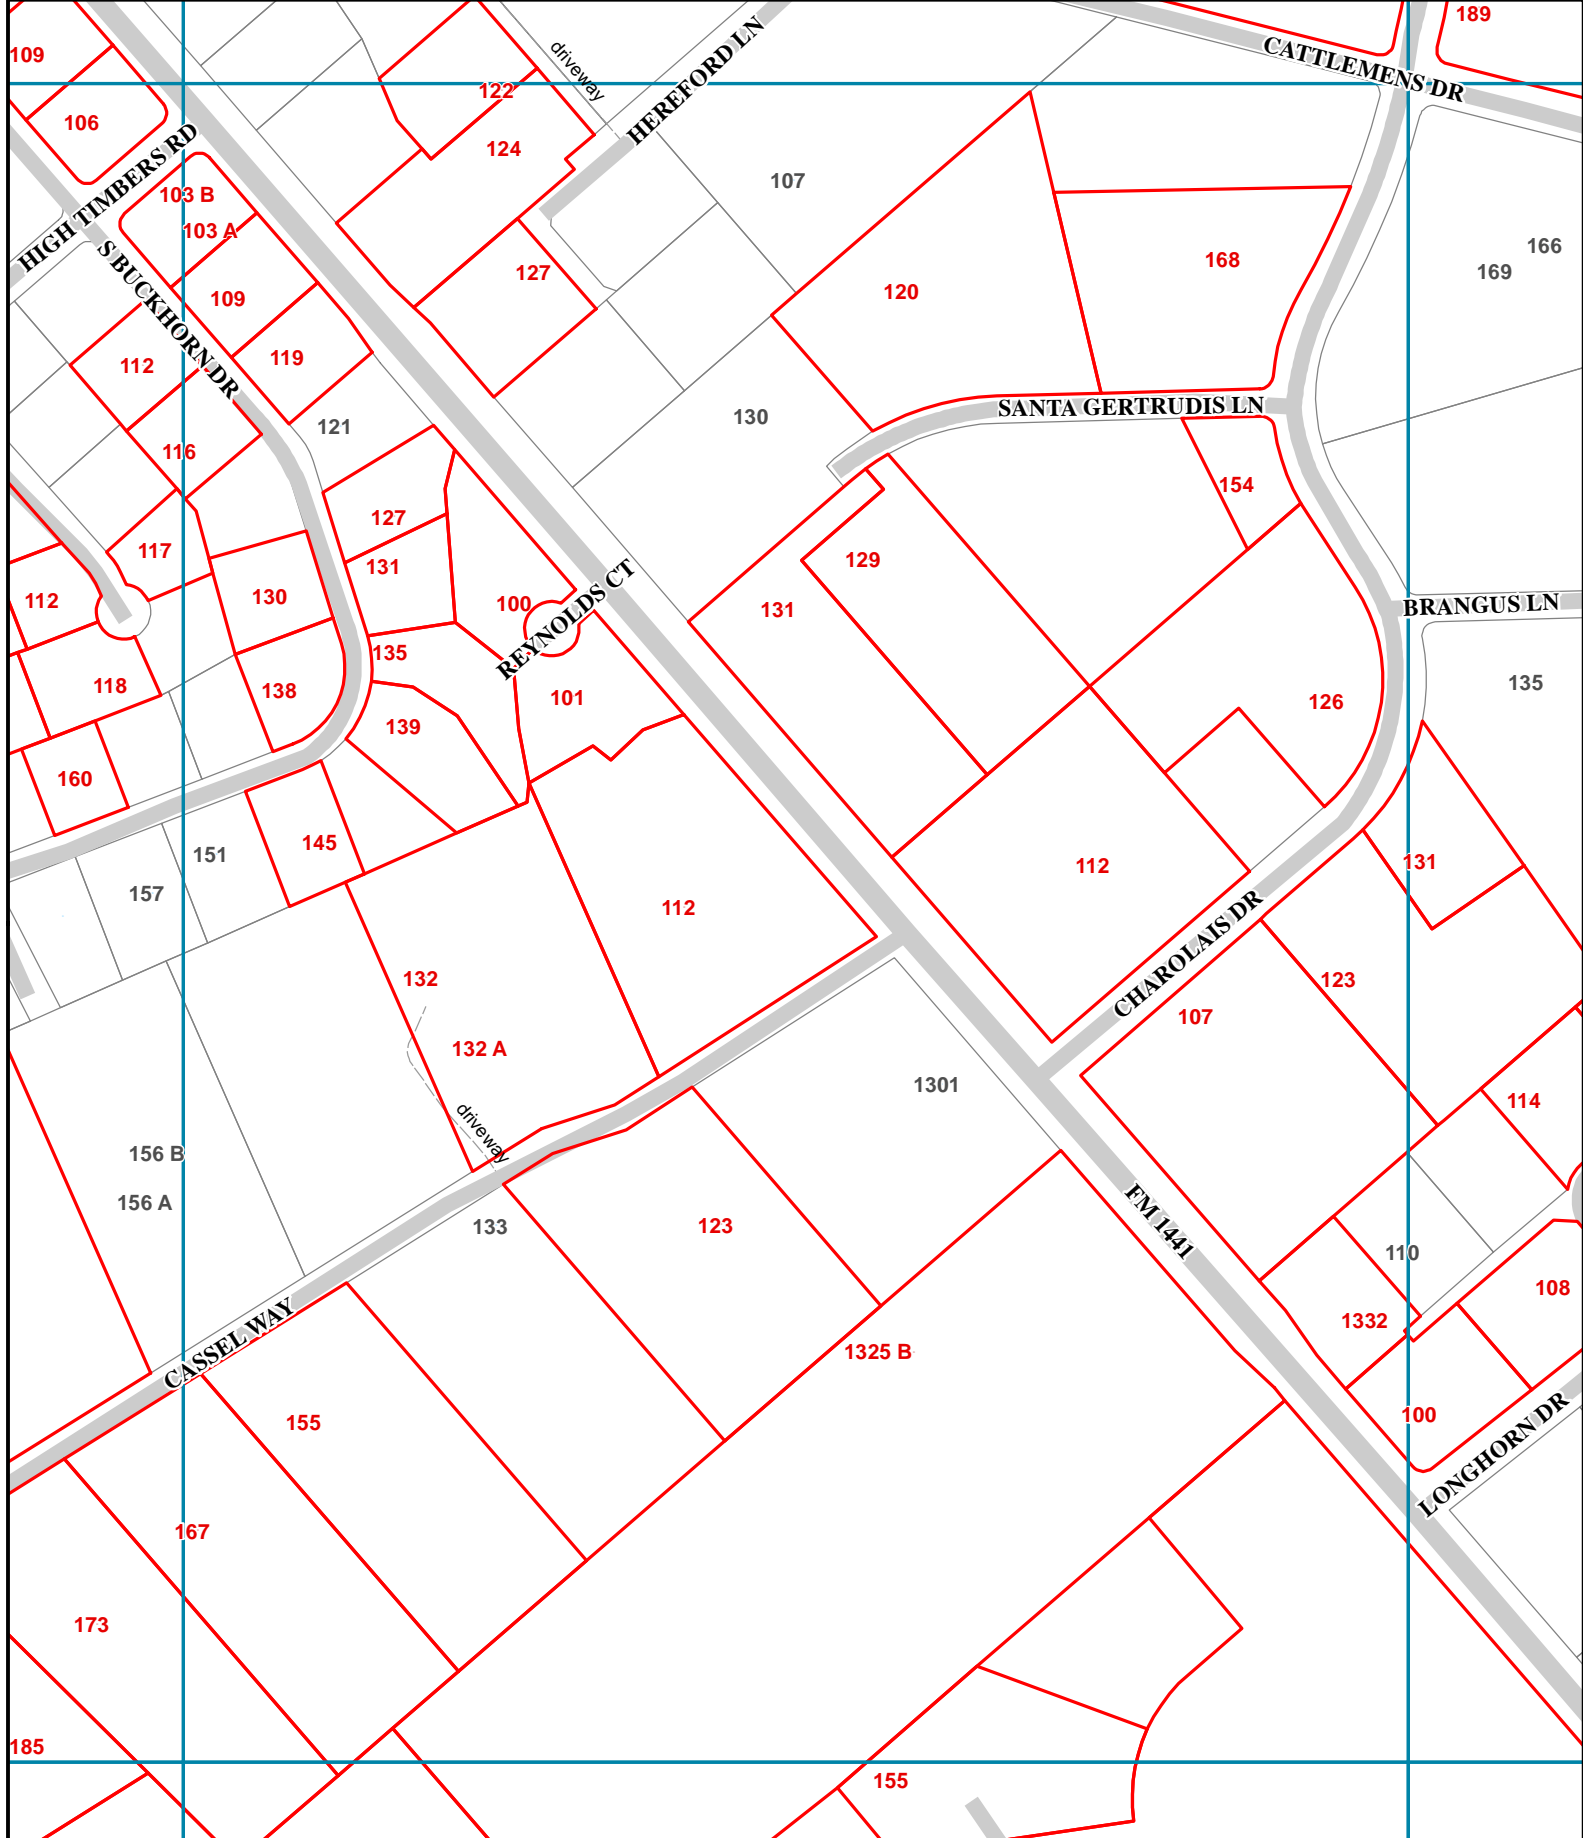 189
109
CATTLEMENS DR
driveway
HEREFORD LN
122
106
124
HIGH TIMBERS RD
107
103 B
103 A
166
168
169
127
120
109
S BUCKHORN DR
119
112
SANTA GERTRUDIS LN
130
121
116
154
127
117
129
131
REYNOLDS CT
130
112
100
131
BRANGUS LN
135
118
138
101
135
126
139
160
145
151
131
112
157
112
CHAROLAIS DR
132
123
107
132 A
1301
114
driveway
156 B
156 A
FM 1441
133
123
110
108
CASSEL WAY
1332
1325 B
155
100
LONGHORN DR
167
173
185
155